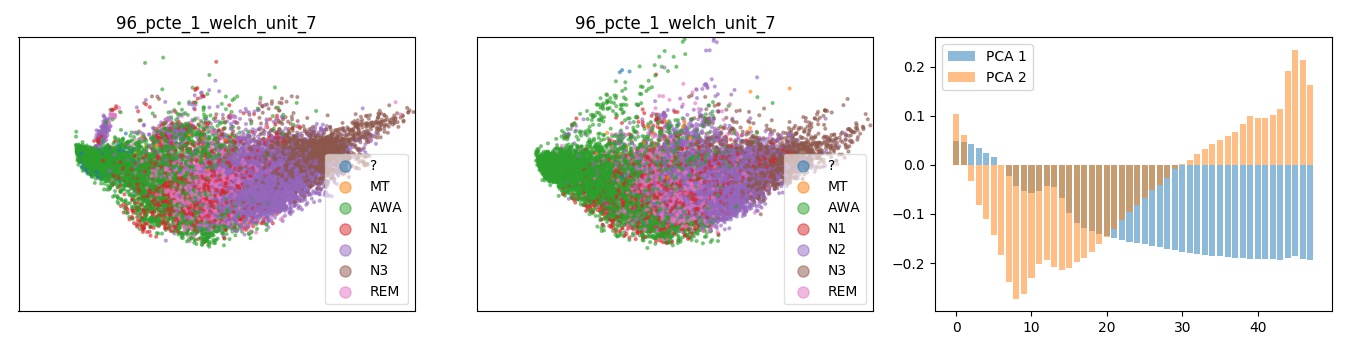 96_pcte_1_welch_unit_7
?
MT
AWA
N1
N2
N3
REM
96_pcte_1_welch_unit_7
?
MT
AWA
N1
N2
N3
REM
PCA 1
PCA 2
0.2
0.1
0.0
−0.1
−0.2
0
10
20
30
40